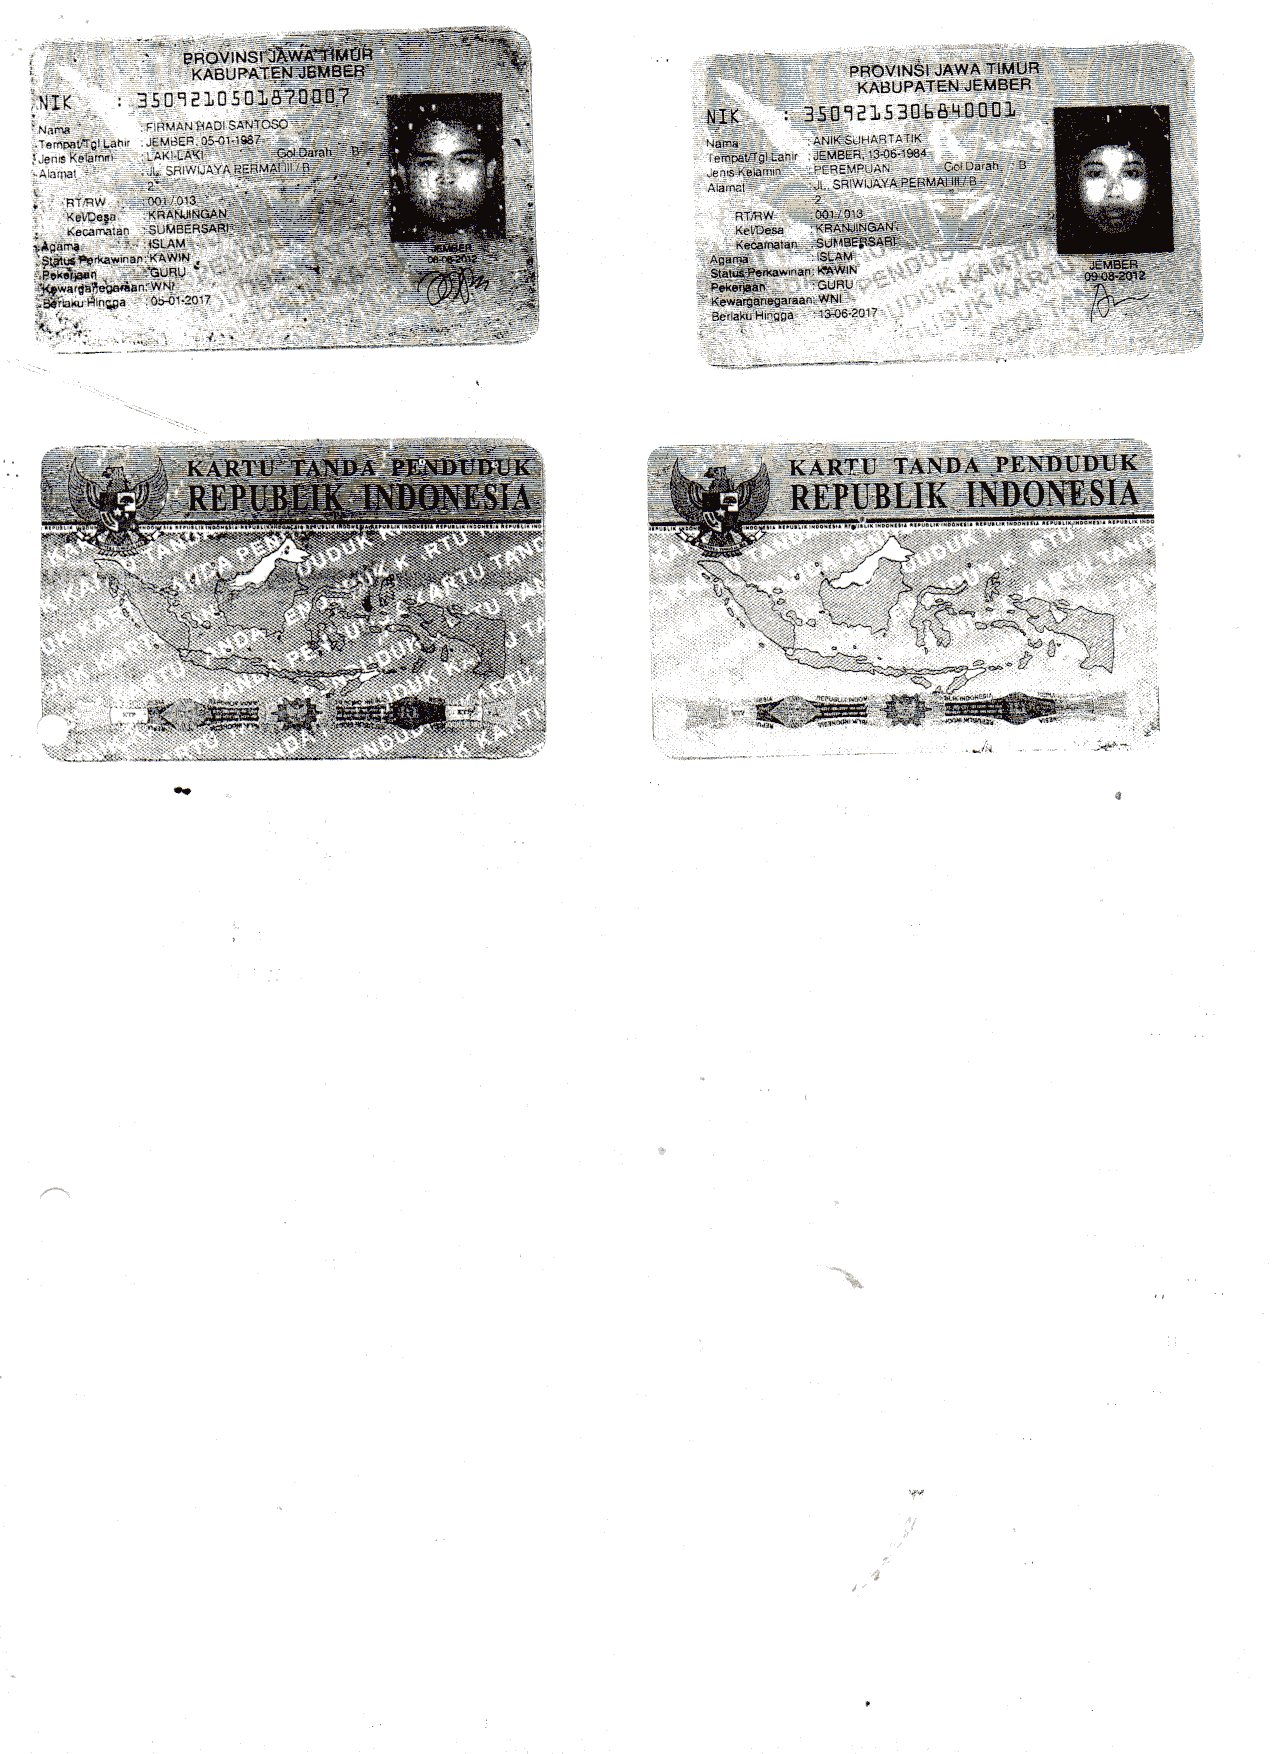 PROVINSI JAWA TIMUR
KABUPATEN JEMBER
NIK : 3509210501870007
Nama : FIRMAN HADI SANTOSO
Tempat/Tgl Lahir : JEMBER, 05-01-1987
Jenis Kelamin : LAKI-LAKI Gol Darah : B
Alamat : JL. SRIWIJAYA PERMAI III / B
2
RT/RW : 001 / 013
Kel/Desa : KRANJINGAN
Kecamatan : SUMBERSARI
Agama : ISLAM
Status Perkawinan: KAWIN
Pekerjaan : GURU
Kewarganegaraan: WNI
Berlaku Hingga : 05-01-2017
JEMBER
08-08-2012
PROVINSI JAWA TIMUR
KABUPATEN JEMBER
NIK : 3509215306840001
Nama : ANIK SUHARTATIK
Tempat/Tgl Lahir : JEMBER, 13-06-1984
Jenis Kelamin : PEREMPUAN Gol Darah : B
Alamat : JL. SRIWIJAYA PERMAI III / B
2
RT/RW : 001 / 013
Kel/Desa : KRANJINGAN
Kecamatan : SUMBERSARI
Agama : ISLAM
Status Perkawinan: KAWIN
Pekerjaan : GURU
Kewarganegaraan: WNI
Berlaku Hingga : 13-06-2017
JEMBER
09-08-2012
KARTU TANDA PENDUDUK
REPUBLIK INDONESIA
KARTU TANDA PENDUDUK
REPUBLIK INDONESIA